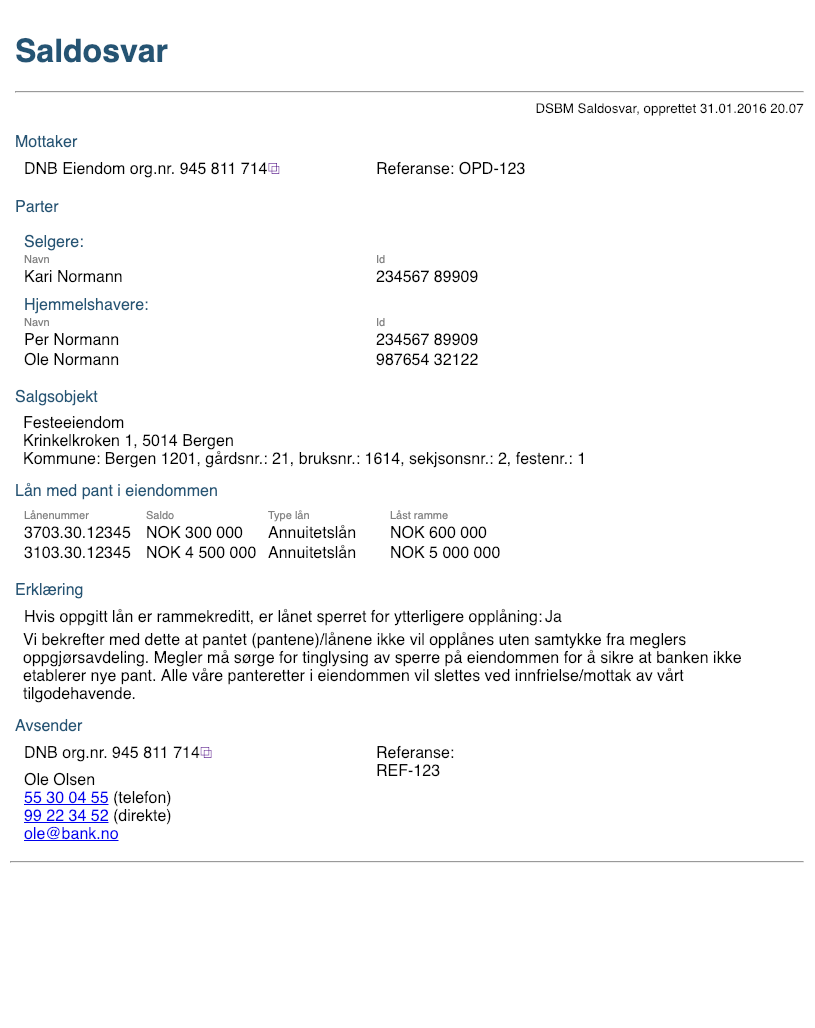 Saldosvar
DSBM Saldosvar, opprettet 31.01.2016 20.07
Mottaker
DNB Eiendom org.nr. 945 811 714 Referanse: OPD-123
Parter
Selgere:
Navn Id
Kari Normann 234567 89909
Hjemmelshavere:
Navn Id
Per Normann 234567 89909
Ole Normann 987654 32122
Salgsobjekt
Festeeiendom
Krinkelkroken 1, 5014 Bergen
Kommune: Bergen 1201, gårdsnr.: 21, bruksnr.: 1614, sekjsonsnr.: 2, festenr.: 1
Lån med pant i eiendommen
Lånenummer Saldo Type lån Låst ramme
3703.30.12345 NOK 300 000 Annuitetslån NOK 600 000
3103.30.12345 NOK 4 500 000 Annuitetslån NOK 5 000 000
Erklæring
Hvis oppgitt lån er rammekreditt, er lånet sperret for ytterligere opplåning: Ja
Vi bekrefter med dette at pantet (pantene)/lånene ikke vil opplånes uten samtykke fra meglers
oppgjørsavdeling. Megler må sørge for tinglysing av sperre på eiendommen for å sikre at banken ikke
etablerer nye pant. Alle våre panteretter i eiendommen vil slettes ved innfrielse/mottak av vårt
tilgodehavende.
Avsender
DNB org.nr. 945 811 714 Referanse:
REF-123
Ole Olsen
55 30 04 55 (telefon)
99 22 34 52 (direkte)
ole@bank.no